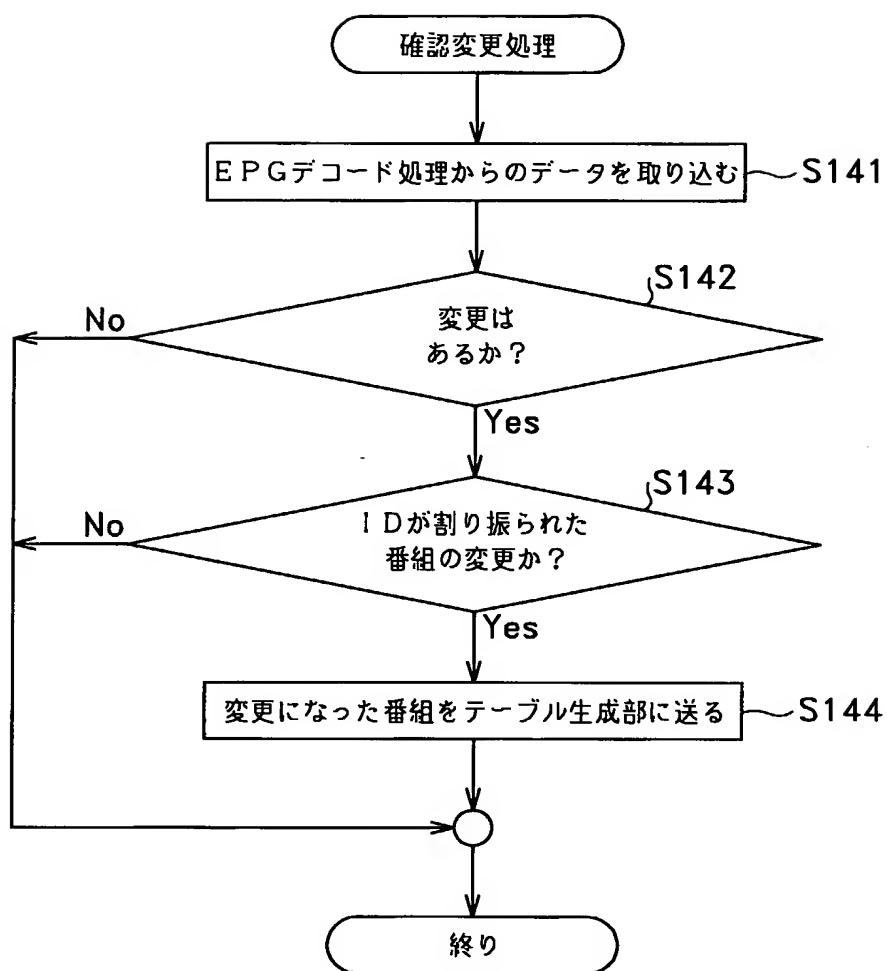 確認変更処理
EPGデコード処理からのデータを取り込む
S141
S142
変更は
あるか？
No
Yes
S143
IDが割り振られた
番組の変更か？
No
Yes
変更になった番組をテーブル生成部に送る
S144
終り